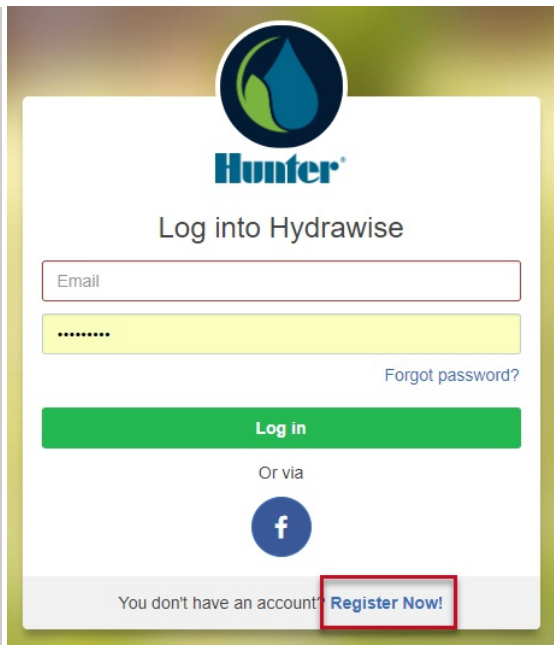 Hunter®
Log into Hydrawise
Email
•••••••••
Forgot password?
Log in
Or via
f
You don't have an account? Register Now!